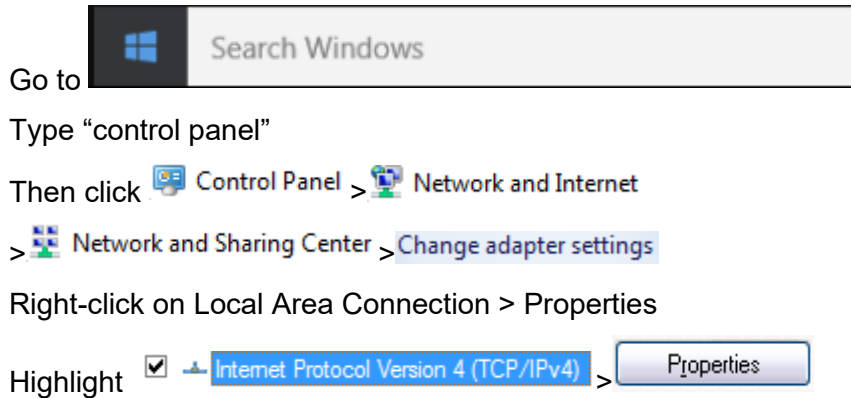 Go to Search Windows
Type “control panel”
Then click Control Panel > Network and Internet
> Network and Sharing Center > Change adapter settings
Right-click on Local Area Connection > Properties
Highlight Internet Protocol Version 4 (TCP/IPv4) > Properties